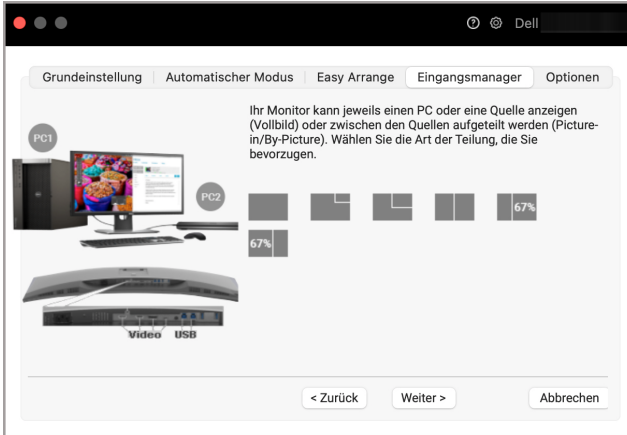 Dell
Grundeinstellung Automatischer Modus Easy Arrange Eingangsmanager Optionen
Ihr Monitor kann jeweils einen PC oder eine Quelle anzeigen
(Vollbild) oder zwischen den Quellen aufgeteilt werden (Picture-
in/By-Picture). Wählen Sie die Art der Teilung, die Sie
bevorzugen.
PC1
PC2
67%
67%
Video USB
< Zurück Weiter > Abbrechen